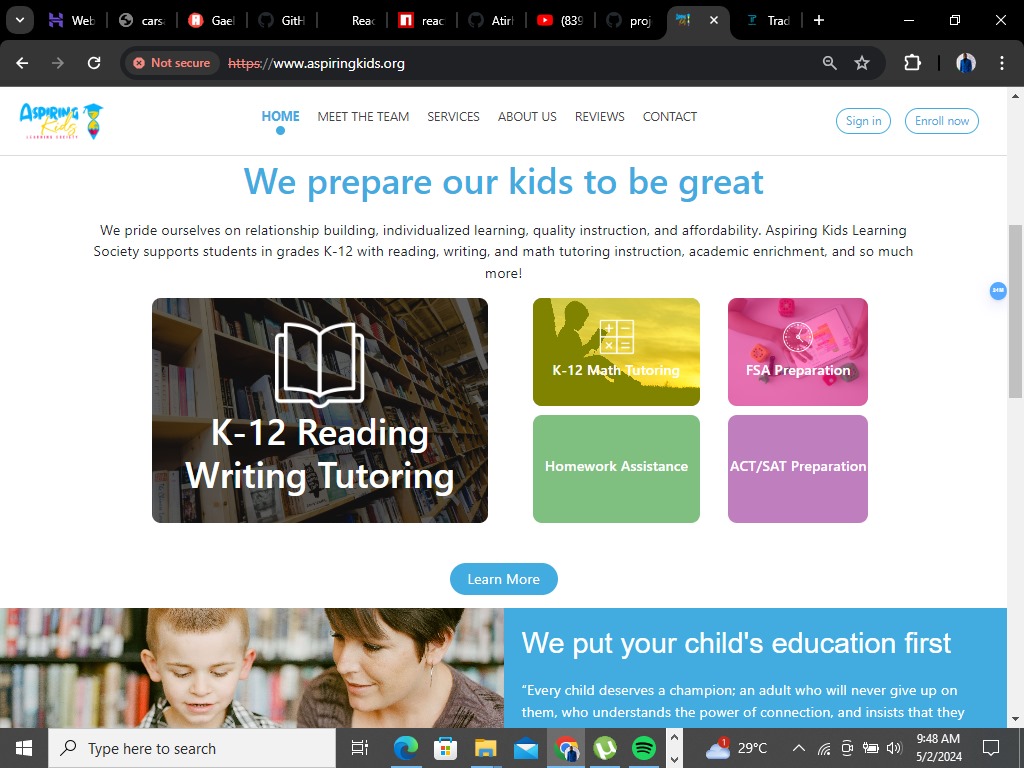 Web
cars
Gael
GitH
Reac
reac
Atir
(839
proj
Trad
Not secure
https://www.aspiringkids.org
ASPIRING
Kids
LEARNING SOCIETY
HOME
MEET THE TEAM
SERVICES
ABOUT US
REVIEWS
CONTACT
Sign in
Enroll now
We prepare our kids to be great
We pride ourselves on relationship building, individualized learning, quality instruction, and affordability. Aspiring Kids Learning
Society supports students in grades K-12 with reading, writing, and math tutoring instruction, academic enrichment, and so much
more!
K-12 Reading
Writing Tutoring
K-12 Math Tutoring
FSA Preparation
Homework Assistance
ACT/SAT Preparation
Learn More
We put your child's education first
“Every child deserves a champion; an adult who will never give up on
them, who understands the power of connection, and insists that they
Type here to search
1
29°C
9:48 AM
5/2/2024